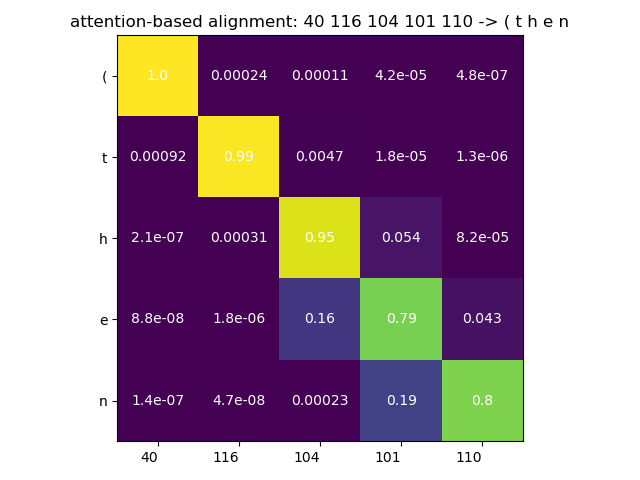 attention-based alignment: 40 116 104 101 110 -> ( t h e n
( 1.0 0.00024 0.00011 4.2e-05 4.8e-07
t 0.00092 0.99 0.0047 1.8e-05 1.3e-06
h 2.1e-07 0.00031 0.95 0.054 8.2e-05
e 8.8e-08 1.8e-06 0.16 0.79 0.043
n 1.4e-07 4.7e-08 0.00023 0.19 0.8
40 116 104 101 110